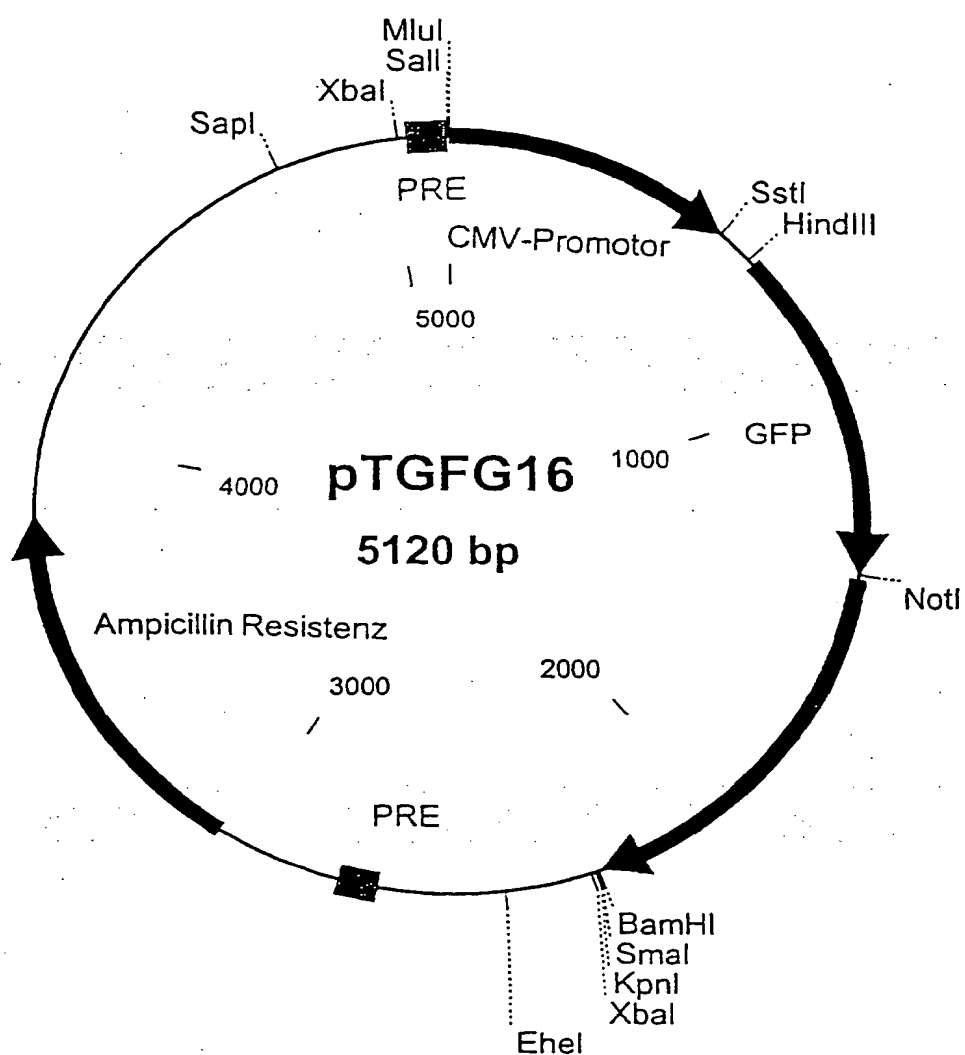 MluI
SalI
XbaI
SapI
PRE
SstI
HindIII
CMV-Promotor
5000
GFP
1000
4000
pTGFG16
5120 bp
NotI
Ampicillin Resistenz
2000
3000
PRE
BamHI
SmaI
KpnI
XbaI
EheI